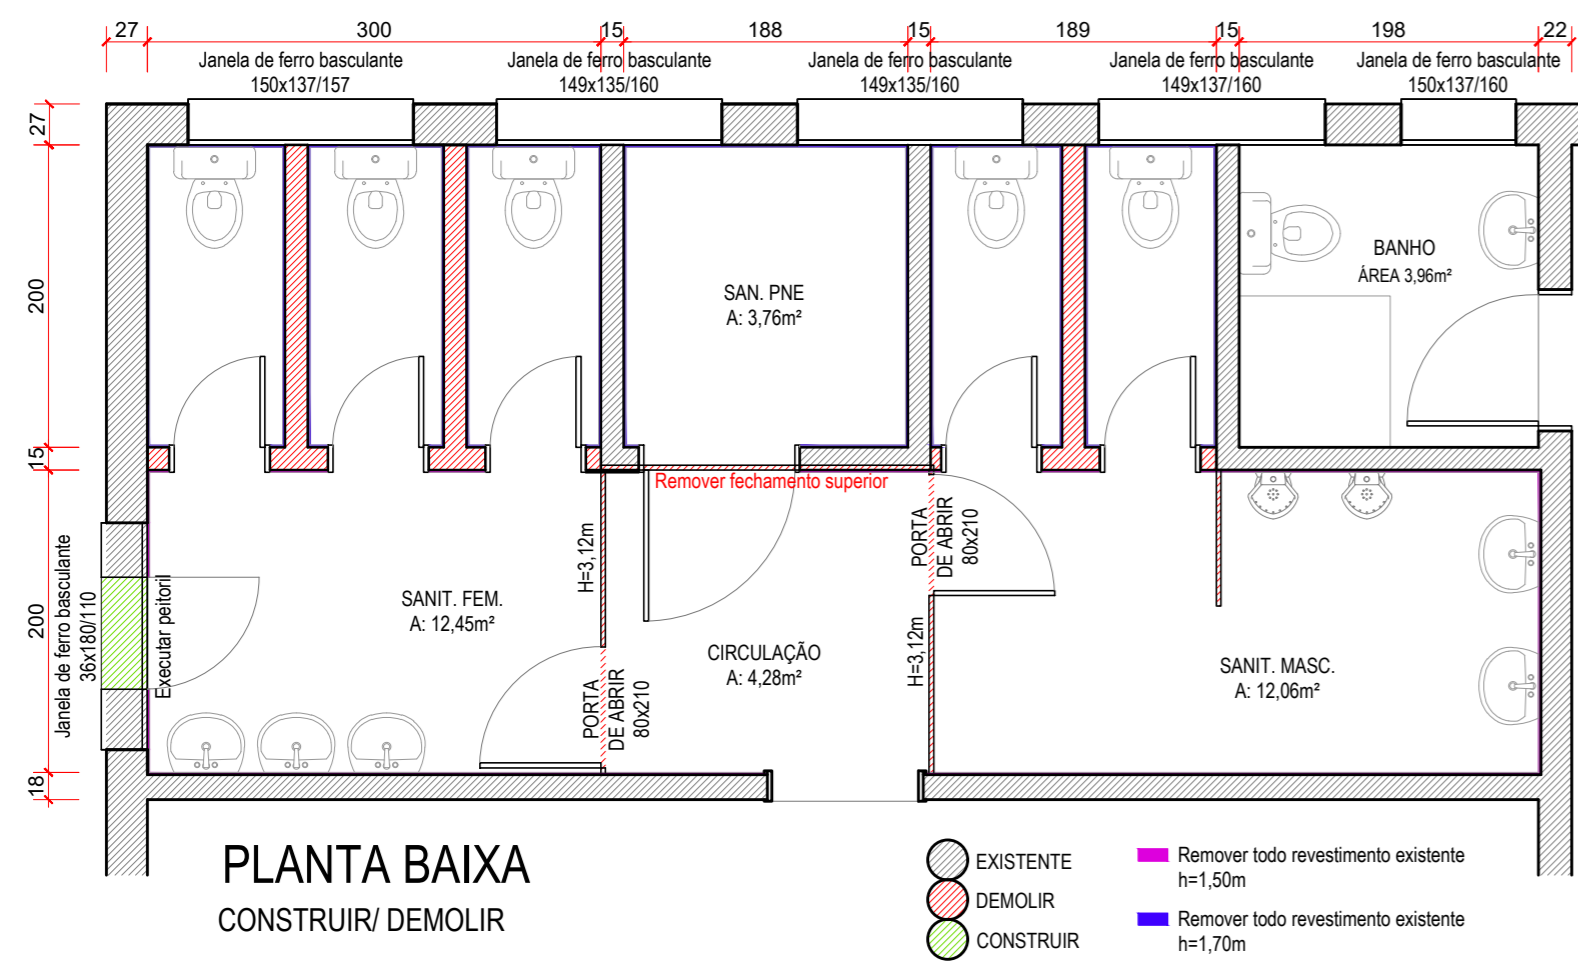 27 300 15 188 15 189 15 198 22
Janela de ferro basculante
150x137/157
Janela de ferro basculante
149x135/160
Janela de ferro basculante
149x135/160
Janela de ferro basculante
149x137/160
Janela de ferro basculante
150x137/160
27
200
15
200
18
SAN. PNE
A: 3,76m²
BANHO
ÁREA 3,96m²
Remover fechamento superior
Janela de ferro basculante
36x180/110
Executar peitoril
SANIT. FEM.
A: 12,45m²
H=3,12m
PORTA
DE ABRIR
80x210
CIRCULAÇÃO
A: 4,28m²
PORTA
DE ABRIR
80x210
H=3,12m
SANIT. MASC.
A: 12,06m²
PLANTA BAIXA
CONSTRUIR/ DEMOLIR
EXISTENTE
DEMOLIR
CONSTRUIR
Remover todo revestimento existente
h=1,50m
Remover todo revestimento existente
h=1,70m